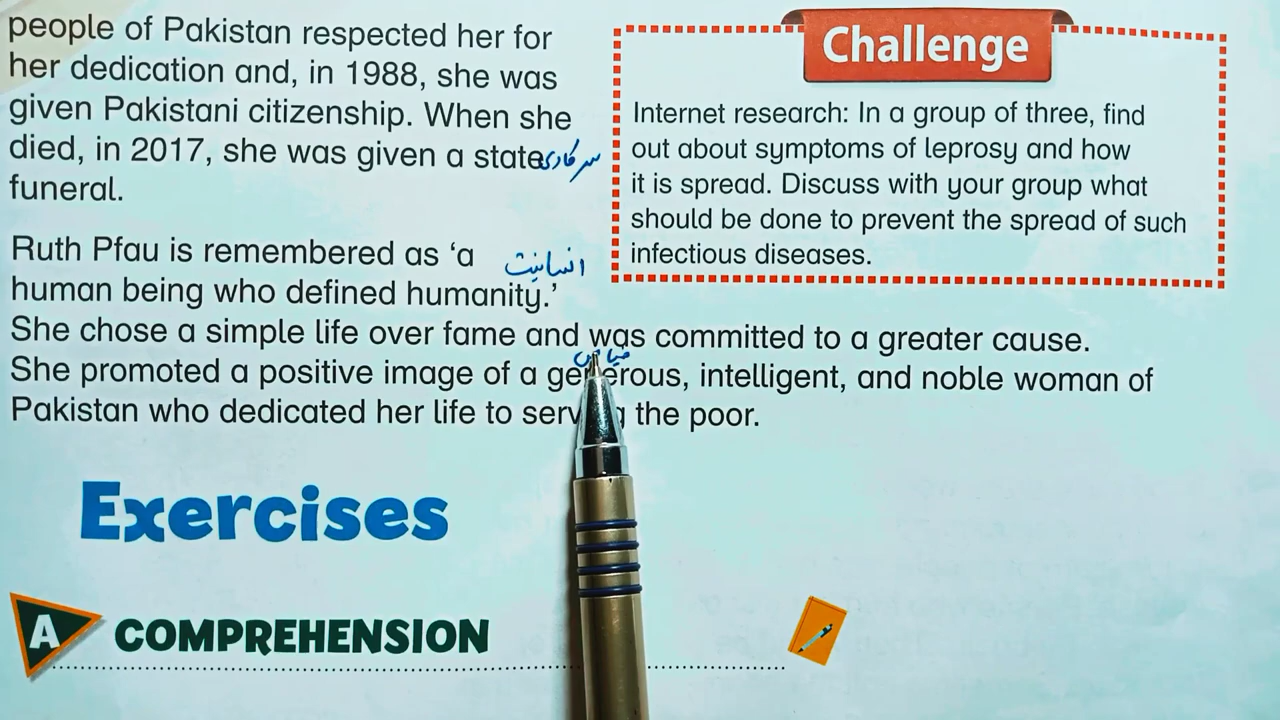 people of Pakistan respected her for
her dedication and, in 1988, she was
given Pakistani citizenship. When she
died, in 2017, she was given a state سرکاری
funeral.
Ruth Pfau is remembered as ‘a انسانیت
human being who defined humanity.’
She chose a simple life over fame and was committed to a greater cause.
She promoted a positive image of a generous, intelligent, and noble woman of
Pakistan who dedicated her life to the poor.
Challenge
Internet research: In a group of three, find
out about symptoms of leprosy and how
it is spread. Discuss with your group what
should be done to prevent the spread of such
infectious diseases.
Exercises
A COMPREHENSION